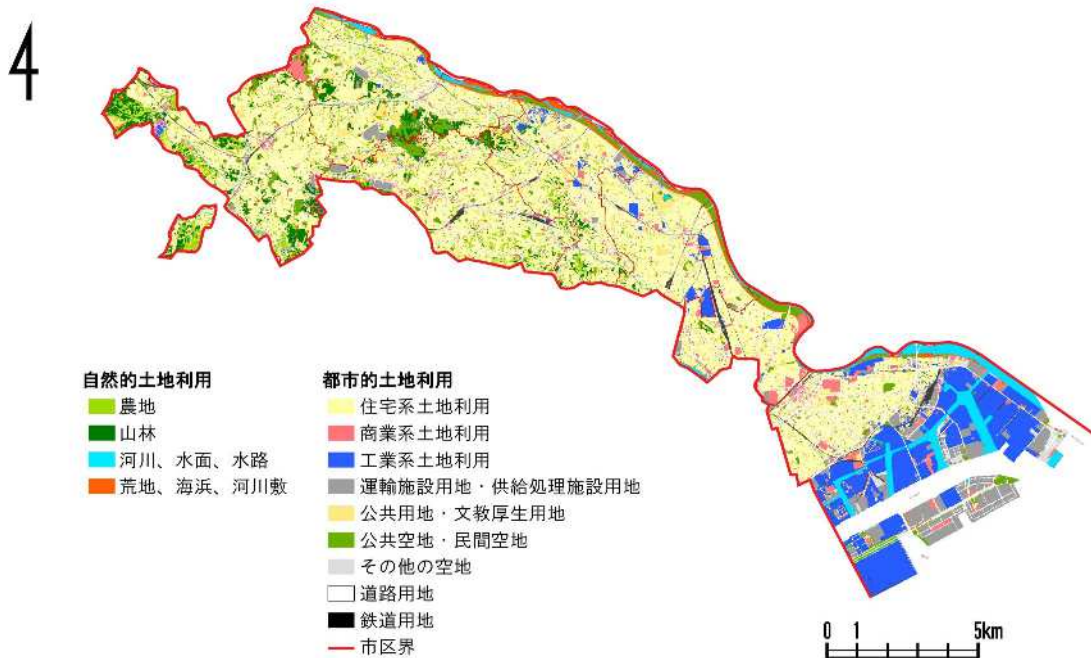 自然的土地利用
農地
山林
河川、水面、水路
荒地、海浜、河川敷
都市的土地利用
住宅系土地利用
商業系土地利用
工業系土地利用
運輸施設用地・供給処理施設用地
公共用地・文教厚生用地
公共空地・民間空地
その他の空地
道路用地
鉄道用地
市区界
0 1 5km